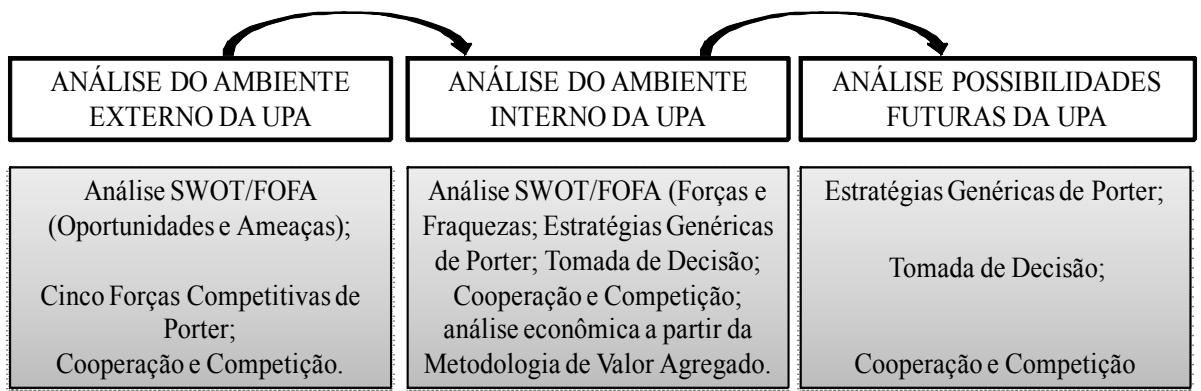 ANÁLISE DO AMBIENTE
EXTERNO DA UPA
ANÁLISE DO AMBIENTE
INTERNO DA UPA
ANÁLISE POSSIBILIDADES
FUTURAS DA UPA
Análise SWOT/FOFA
(Oportunidades e Ameaças);
Cinco Forças Competitivas de
Porter;
Cooperação e Competição.
Análise SWOT/FOFA (Forças e
Fraquezas; Estratégias Genéricas
de Porter; Tomada de Decisão;
Cooperação e Competição;
análise econômica a partir da
Metodologia de Valor Agregado.
Estratégias Genéricas de Porter;
Tomada de Decisão;
Cooperação e Competição